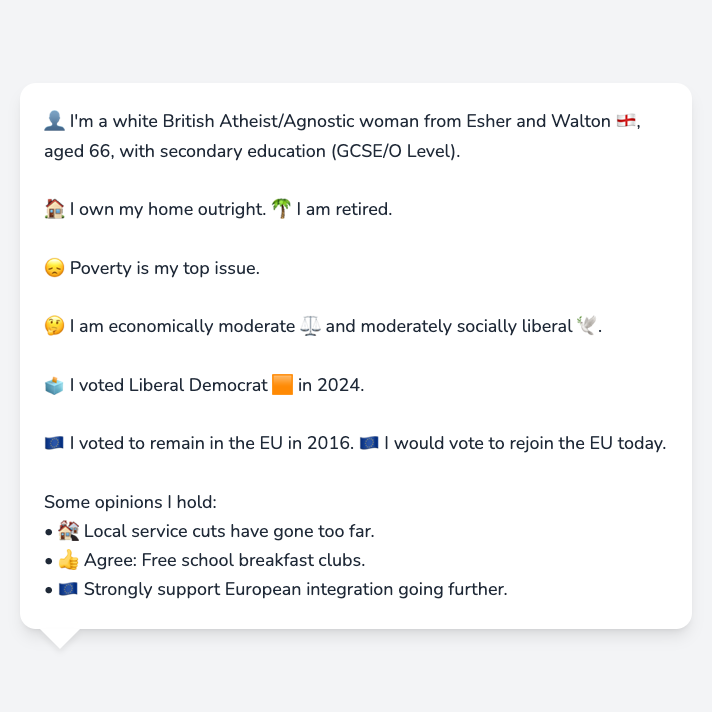 👤 I'm a white British Atheist/Agnostic woman from Esher and Walton 🏴󠁧󠁢󠁥󠁮󠁧󠁿,
aged 66, with secondary education (GCSE/O Level).
🏠 I own my home outright. 🌴 I am retired.
😞 Poverty is my top issue.
🤔 I am economically moderate ⚖️ and moderately socially liberal 🕊️.
🗳️ I voted Liberal Democrat 🟧 in 2024.
🇪🇺 I voted to remain in the EU in 2016. 🇪🇺 I would vote to rejoin the EU today.
Some opinions I hold:
• 🏚️ Local service cuts have gone too far.
• 👍 Agree: Free school breakfast clubs.
• 🇪🇺 Strongly support European integration going further.